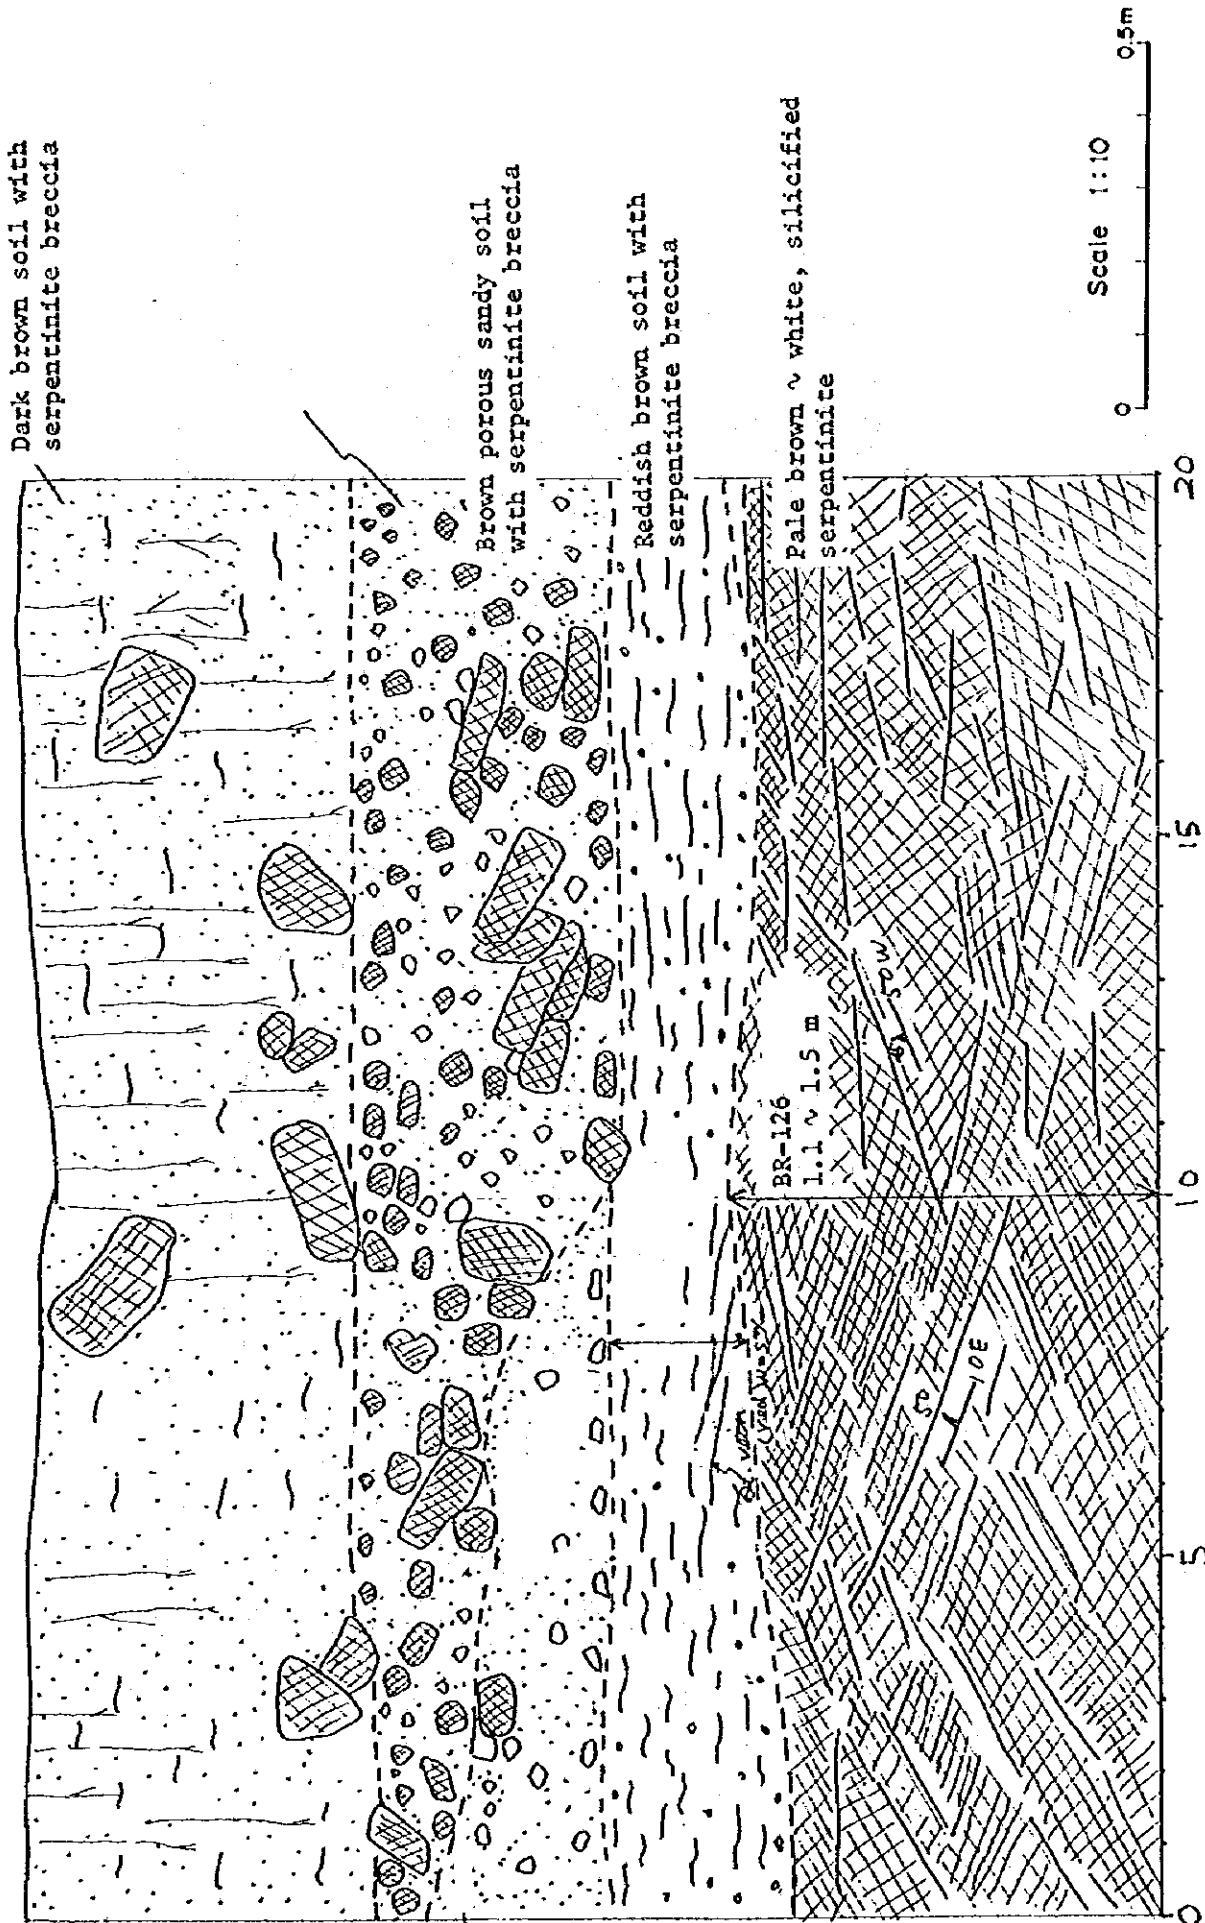 Dark brown soil with
serpentinite breccia
Brown porous sandy soil
with serpentinite breccia
Reddish brown soil with
serpentinite breccia
Pale brown ~ white, silicified
serpentinite
BR-126
1.1 ~ 1.5 m
50W
50
10E
0
5
10
15
20
Scale 1:10
0
0.5m